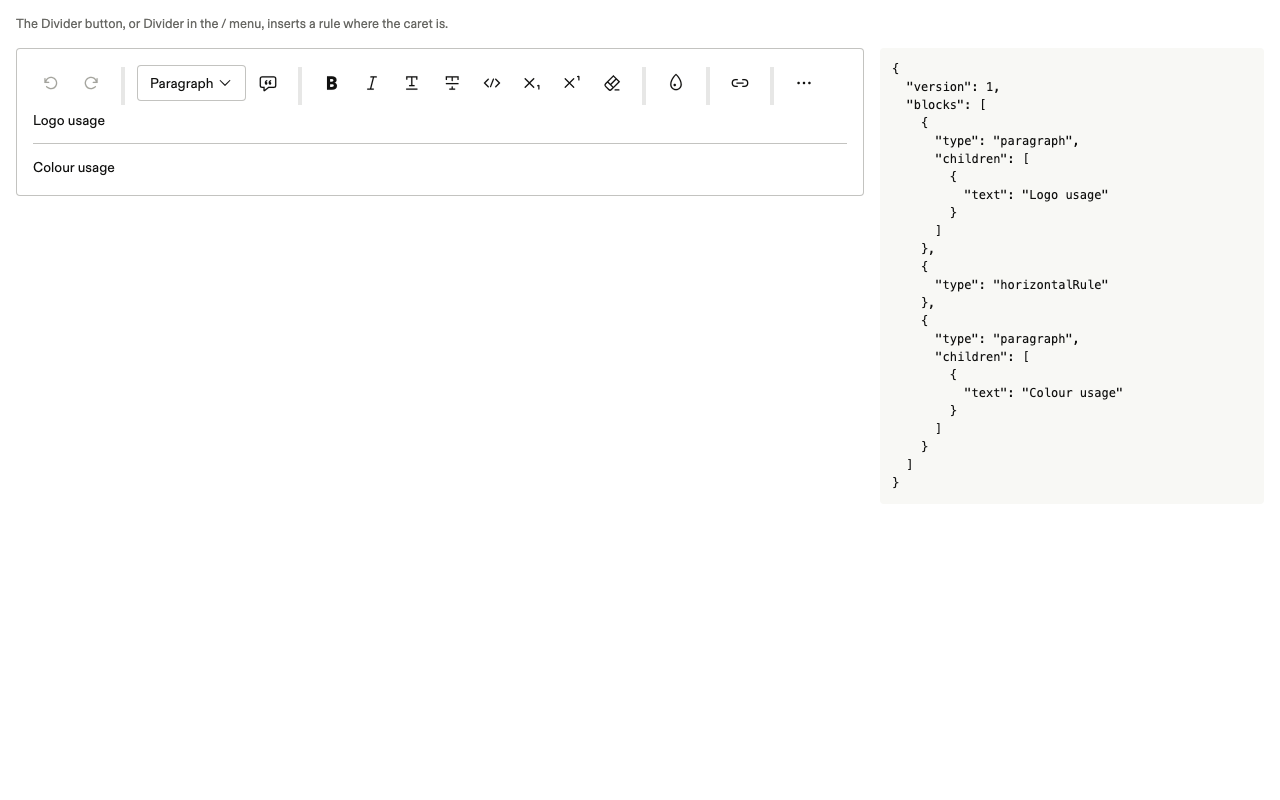 The Divider button, or Divider in the / menu, inserts a rule where the caret is.
Paragraph
Logo usage
Colour usage
{
  "version": 1,
  "blocks": [
    {
      "type": "paragraph",
      "children": [
        {
          "text": "Logo usage"
        }
      ]
    },
    {
      "type": "horizontalRule"
    },
    {
      "type": "paragraph",
      "children": [
        {
          "text": "Colour usage"
        }
      ]
    }
  ]
}